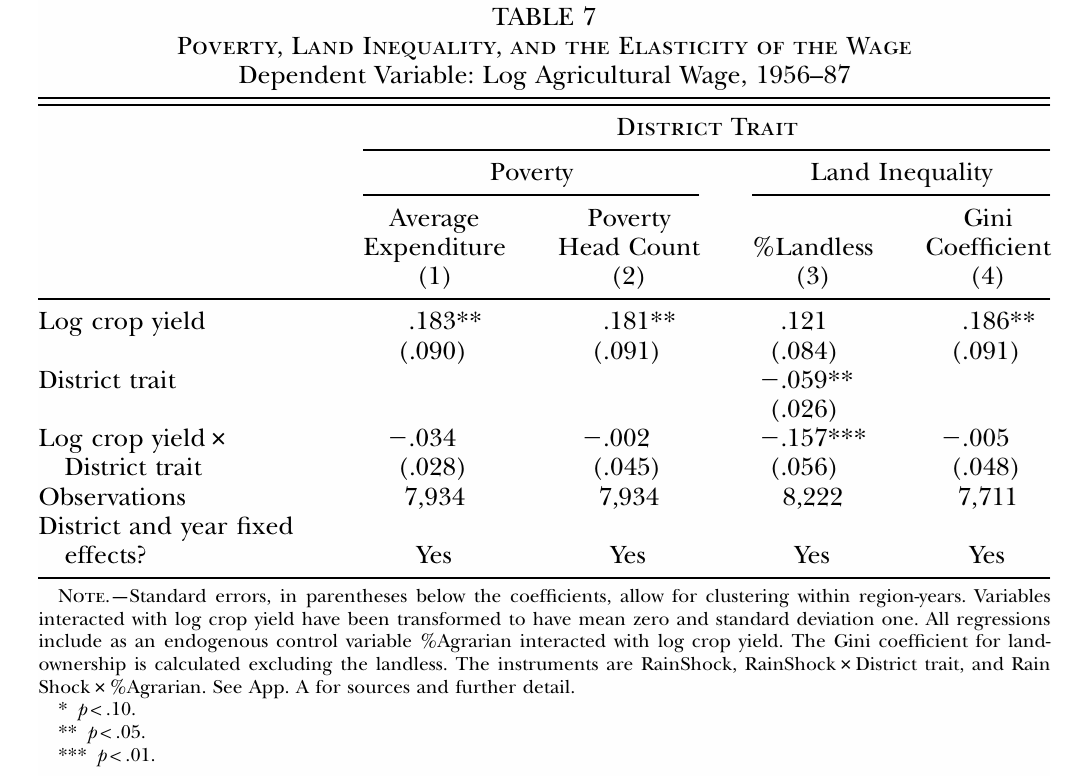 TABLE 7
Poverty, Land Inequality, and the Elasticity of the Wage
Dependent Variable: Log Agricultural Wage, 1956–87
District Trait
Poverty Land Inequality
Average Poverty Gini
Expenditure Head Count %Landless Coefficient
(1) (2) (3) (4)
Log crop yield .183** .181** .121 .186**
(.090) (.091) (.084) (.091)
District trait −.059**
(.026)
Log crop yield × −.034 −.002 −.157*** −.005
District trait (.028) (.045) (.056) (.048)
Observations 7,934 7,934 8,222 7,711
District and year fixed
effects? Yes Yes Yes Yes
Note.—Standard errors, in parentheses below the coefficients, allow for clustering within region-years. Variables
interacted with log crop yield have been transformed to have mean zero and standard deviation one. All regressions
include as an endogenous control variable %Agrarian interacted with log crop yield. The Gini coefficient for land-
ownership is calculated excluding the landless. The instruments are RainShock, RainShock × District trait, and Rain
Shock × %Agrarian. See App. A for sources and further detail.
* p < .10.
** p < .05.
*** p < .01.